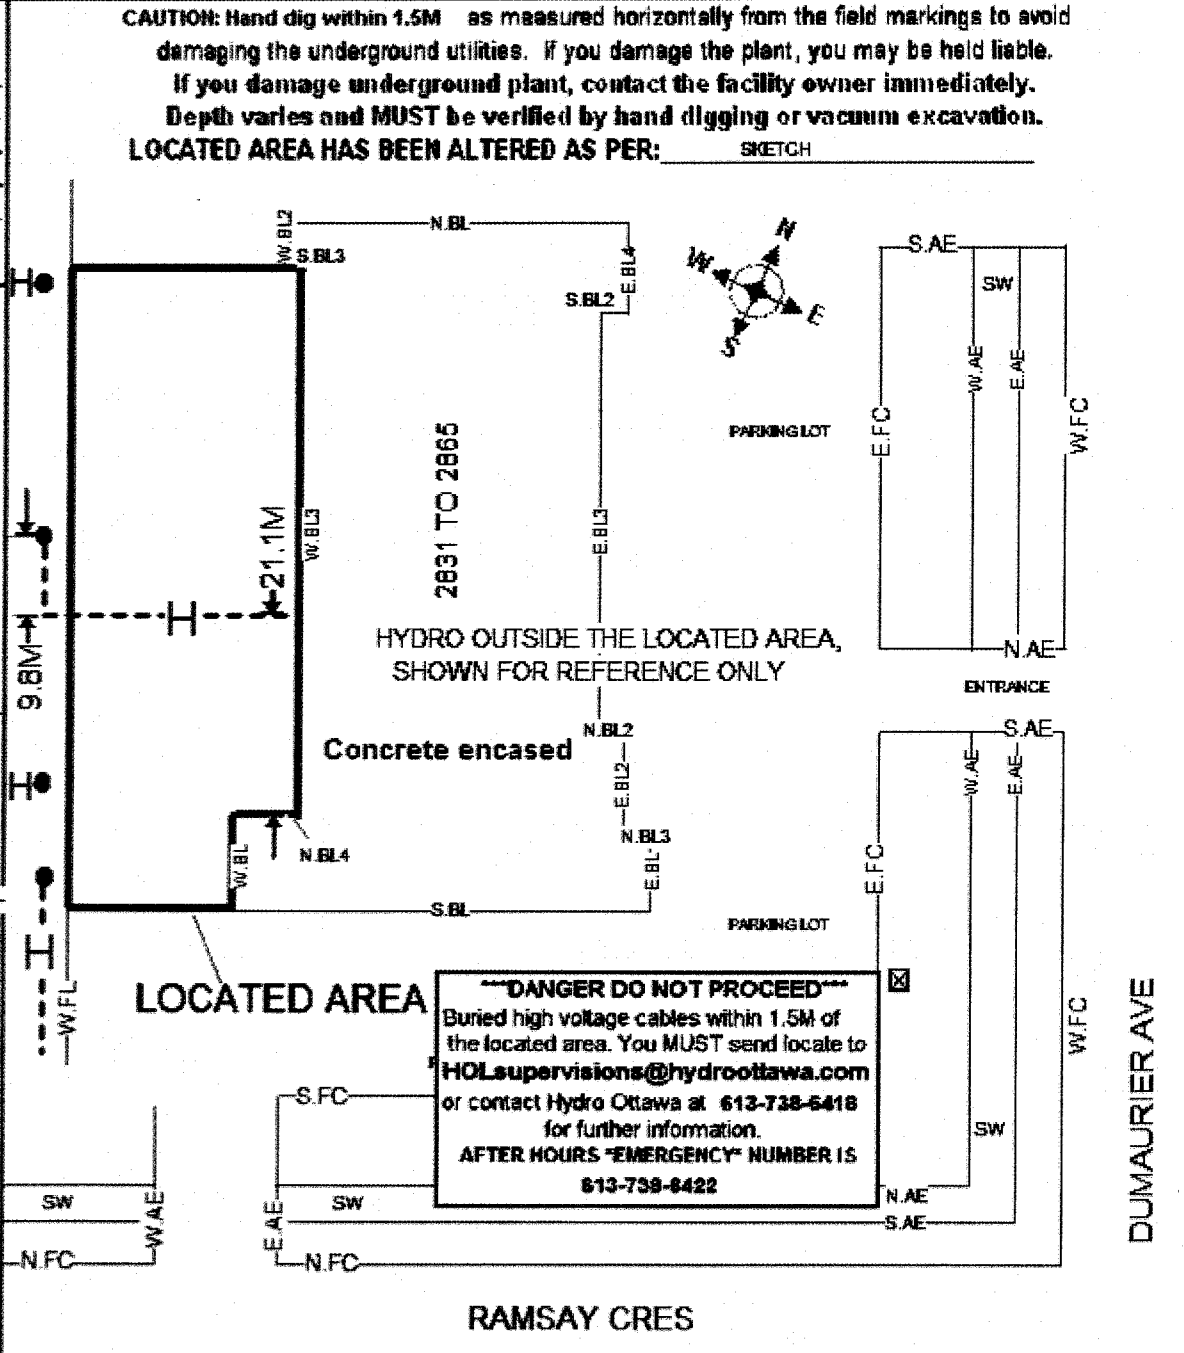 CAUTION: Hand dig within 1.5M as measured horizontally from the field markings to avoid
damaging the underground utilities. If you damage the plant, you may be held liable.
If you damage underground plant, contact the facility owner immediately.
Depth varies and MUST be verified by hand digging or vacuum excavation.
LOCATED AREA HAS BEEN ALTERED AS PER: SKETCH
W.BL2
N.BL
S.BL3
E.BL4
S.BL2
N
W
E
S
S.AE
SW
W.AE
E.AE
E.FC
W.FC
PARKING LOT
H
2831 TO 2865
21.1M
W.BL3
E.BL3
H
9.8M
HYDRO OUTSIDE THE LOCATED AREA,
SHOWN FOR REFERENCE ONLY
N.AE
ENTRANCE
N.BL2
S.AE
Concrete encased
E.BL2
W.AE
E.AE
H
N.BL3
W.BL
N.BL4
E.BL
E.FC
S.BL
PARKING LOT
H
W.FL
LOCATED AREA
***DANGER DO NOT PROCEED***
Buried high voltage cables within 1.5M of
the located area. You MUST send locate to
HOLsupervisions@hydroottawa.com
or contact Hydro Ottawa at 613-738-6418
for further information.
AFTER HOURS "EMERGENCY" NUMBER IS
613-738-6422
W.FC
DUMAURIER AVE
S.FC
SW
SW
W.AE
SW
E.AE
N.AE
S.AE
N.FC
N.FC
RAMSAY CRES